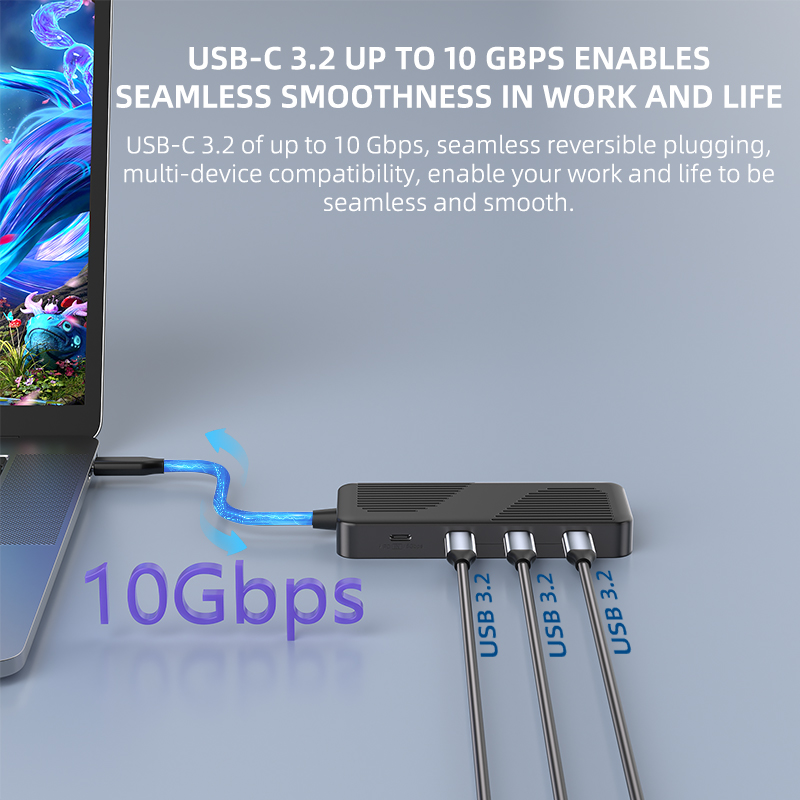 USB-C 3.2 UP TO 10 GBPS ENABLES
SEAMLESS SMOOTHNESS IN WORK AND LIFE
USB-C 3.2 of up to 10 Gbps, seamless reversible plugging,
multi-device compatibility, enable your work and life to be
seamless and smooth.
10Gbps
USB 3.2
USB 3.2
USB 3.2